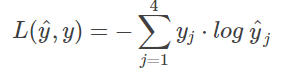 L(ŷ, y) = − ∑_{j=1}^{4} y_j · log ŷ_j